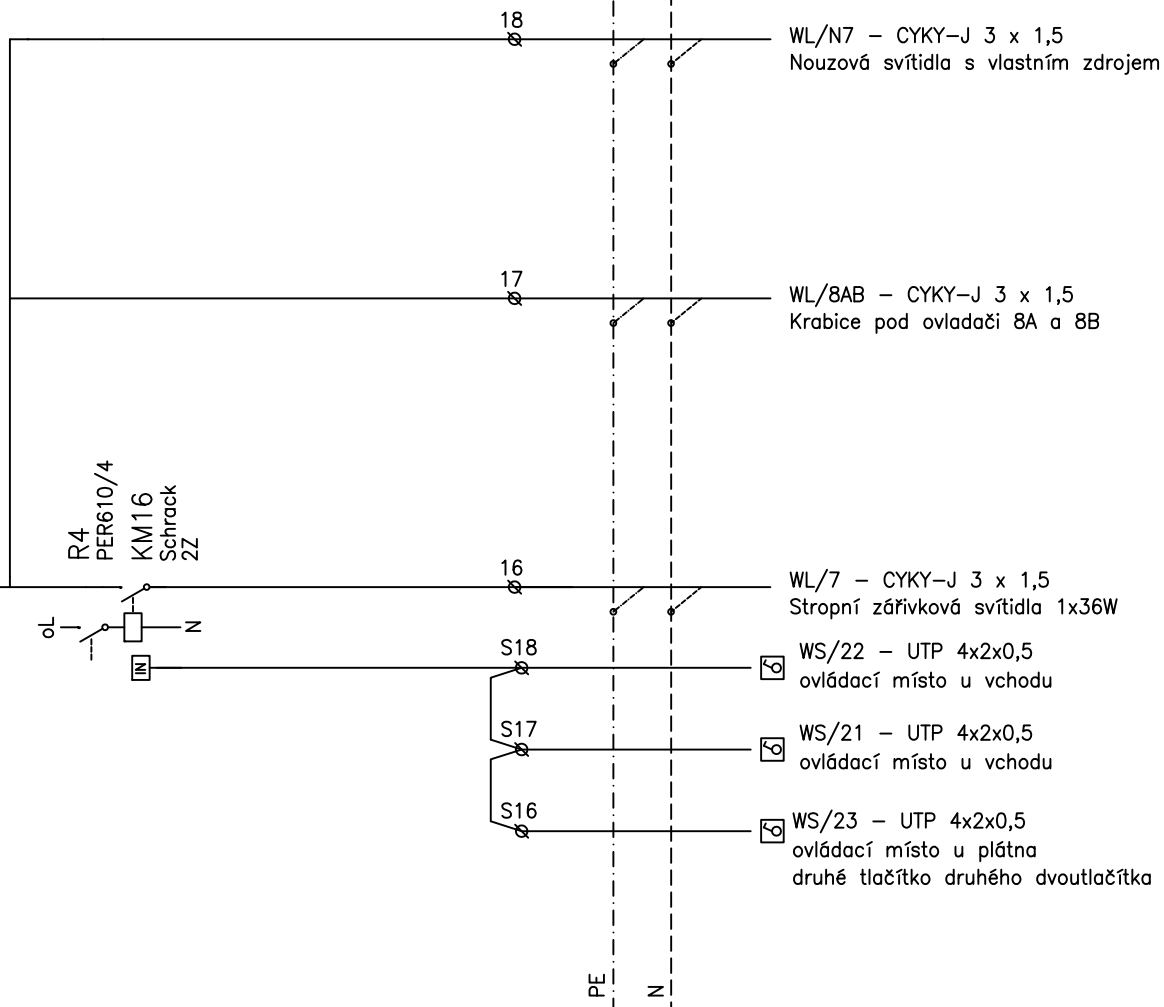 18
WL/N7 – CYKY–J 3 x 1,5
Nouzová svítidla s vlastním zdrojem
17
WL/8AB – CYKY–J 3 x 1,5
Krabice pod ovladači 8A a 8B
R4
PER610/4
KM16
Schrack
2Z
16
WL/7 – CYKY–J 3 x 1,5
Stropní zářivková svítidla 1x36W
oL
N
IN
S18
WS/22 – UTP 4x2x0,5
ovládací místo u vchodu
S17
WS/21 – UTP 4x2x0,5
ovládací místo u vchodu
S16
WS/23 – UTP 4x2x0,5
ovládací místo u plátna
druhé tlačítko druhého dvoutlačítka
PE
N